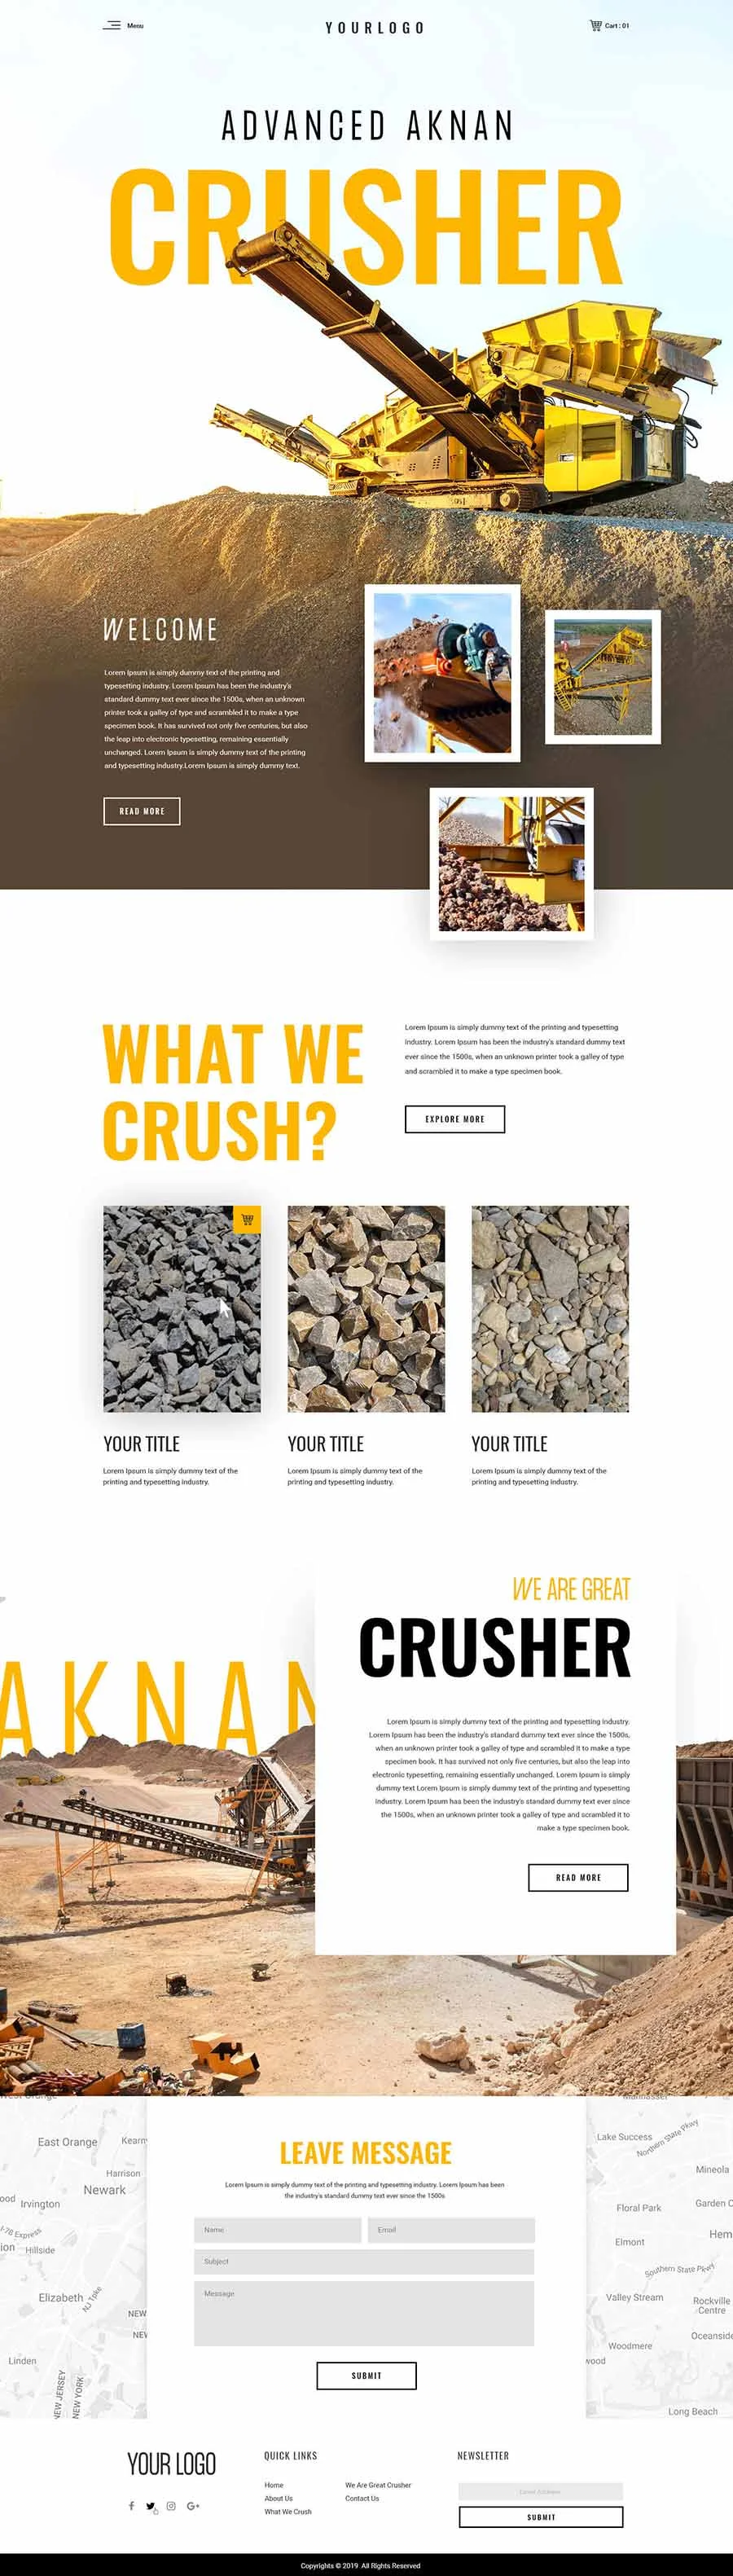 Menu
YOURLOGO
Cart : 01
ADVANCED AKNAN
CRUSHER
WELCOME
Lorem Ipsum is simply dummy text of the printing and
typesetting industry. Lorem Ipsum has been the industry's
standard dummy text ever since the 1500s, when an unknown
printer took a galley of type and scrambled it to make a type
specimen book. It has survived not only five centuries, but also
the leap into electronic typesetting, remaining essentially
unchanged. Lorem Ipsum is simply dummy text of the printing
and typesetting industry.Lorem Ipsum is simply dummy text.
READ MORE
WHAT WE
CRUSH?
Lorem Ipsum is simply dummy text of the printing and typesetting
industry. Lorem Ipsum has been the industry's standard dummy text
ever since the 1500s, when an unknown printer took a galley of type
and scrambled it to make a type specimen book.
EXPLORE MORE
YOUR TITLE
Lorem Ipsum is simply dummy text of the
printing and typesetting industry.
YOUR TITLE
Lorem Ipsum is simply dummy text of the
printing and typesetting industry.
YOUR TITLE
Lorem Ipsum is simply dummy text of the
printing and typesetting industry.
AKNAN
WE ARE GREAT
CRUSHER
Lorem Ipsum is simply dummy text of the printing and typesetting industry.
Lorem Ipsum has been the industry's standard dummy text ever since the 1500s,
when an unknown printer took a galley of type and scrambled it to make a type
specimen book. It has survived not only five centuries, but also the leap into
electronic typesetting, remaining essentially unchanged. Lorem Ipsum is simply
dummy text Lorem Ipsum is simply dummy text of the printing and typesetting
industry. Lorem Ipsum has been the industry's standard dummy text ever since
the 1500s, when an unknown printer took a galley of type and scrambled it to
make a type specimen book.
READ MORE
East Orange
Kearn
Harrison
Newark
ood
Irvington
I-78 Express
ion
Hillside
Elizabeth
NJ Tpke
NEW
NEW
Linden
NEW JERSEY
NEW YORK
LEAVE MESSAGE
Lorem Ipsum is simply dummy text of the printing and typesetting industry. Lorem Ipsum has been
the industry's standard dummy text ever since the 1500s
Name
Email
Subject
Message
SUBMIT
Lake Success
Northern State Pkwy
Mineola
Floral Park
Garden C
Hem
Elmont
Southern State Pkwy
Valley Stream
Rockville
Centre
Oceanside
Woodmere
wood
Long Beach
YOUR LOGO
QUICK LINKS
Home
About Us
What We Crush
We Are Great Crusher
Contact Us
NEWSLETTER
SUBMIT
Copyrights © 2019 All Rights Reserved